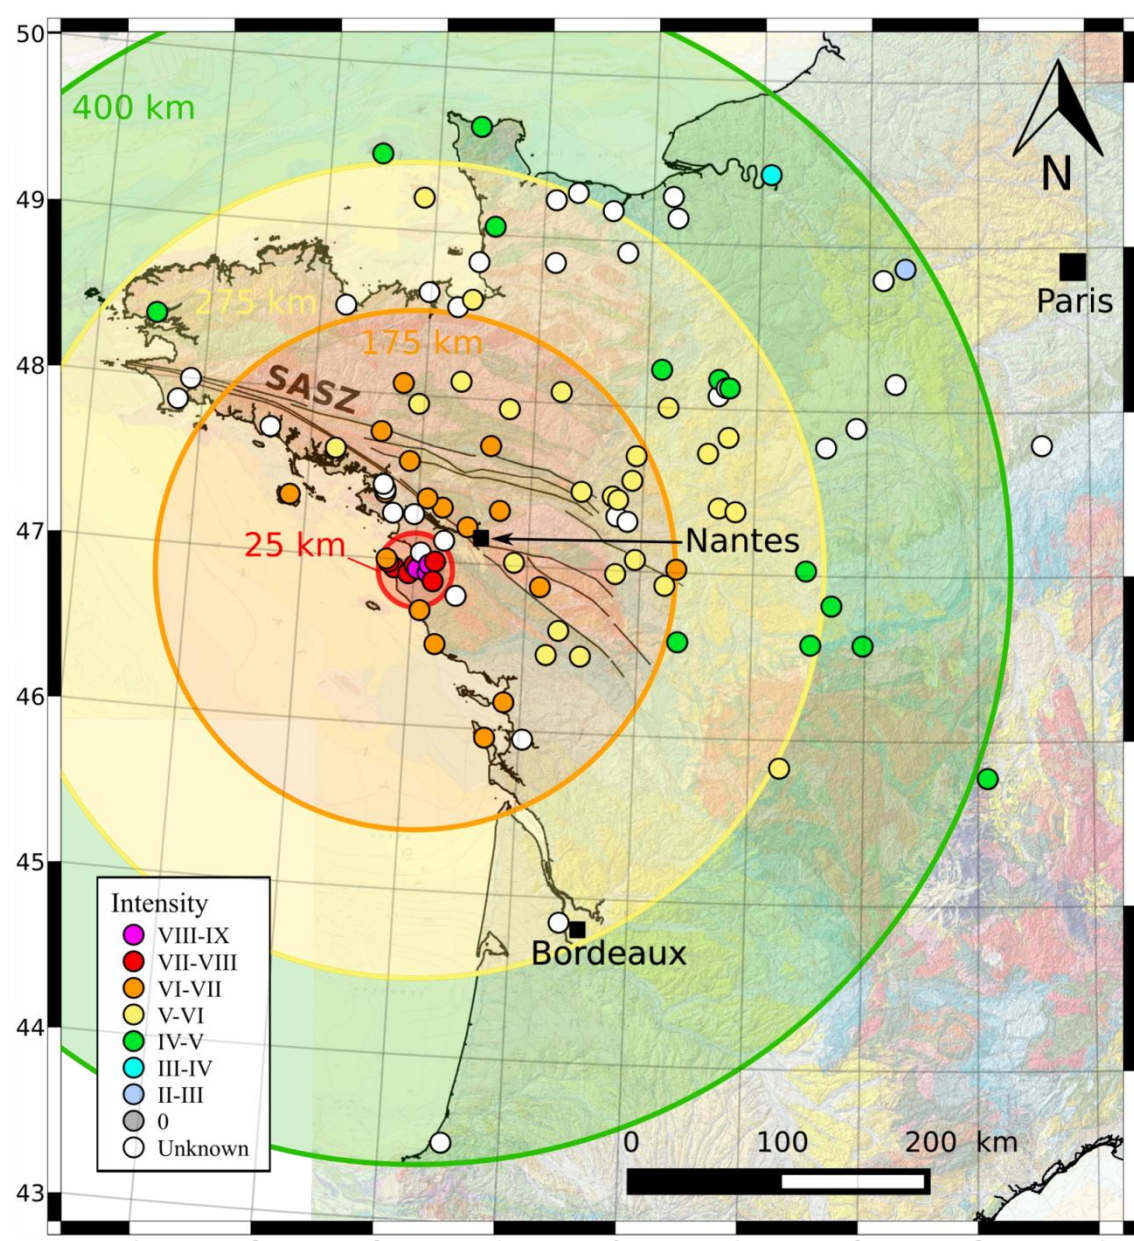 50
400 km
N
49
Paris
275 km
175 km
48
SASZ
47
Nantes
25 km
46
45
Intensity
VIII-IX
VII-VIII
VI-VII
V-VI
IV-V
III-IV
II-III
0
Unknown
Bordeaux
44
0 100 200 km
43